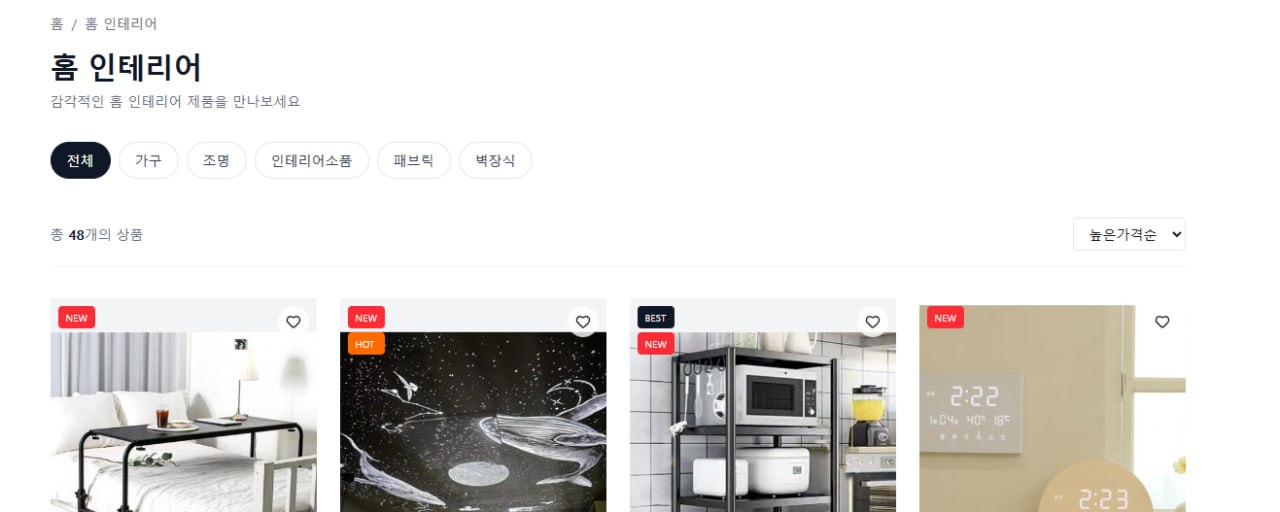 홈 / 홈 인테리어
홈 인테리어
감각적인 홈 인테리어 제품을 만나보세요
전체 가구 조명 인테리어소품 패브릭 벽장식
총 48개의 상품
높은가격순
NEW
NEW
HOT
BEST
NEW
NEW
2:22
40% 18℃
2:23